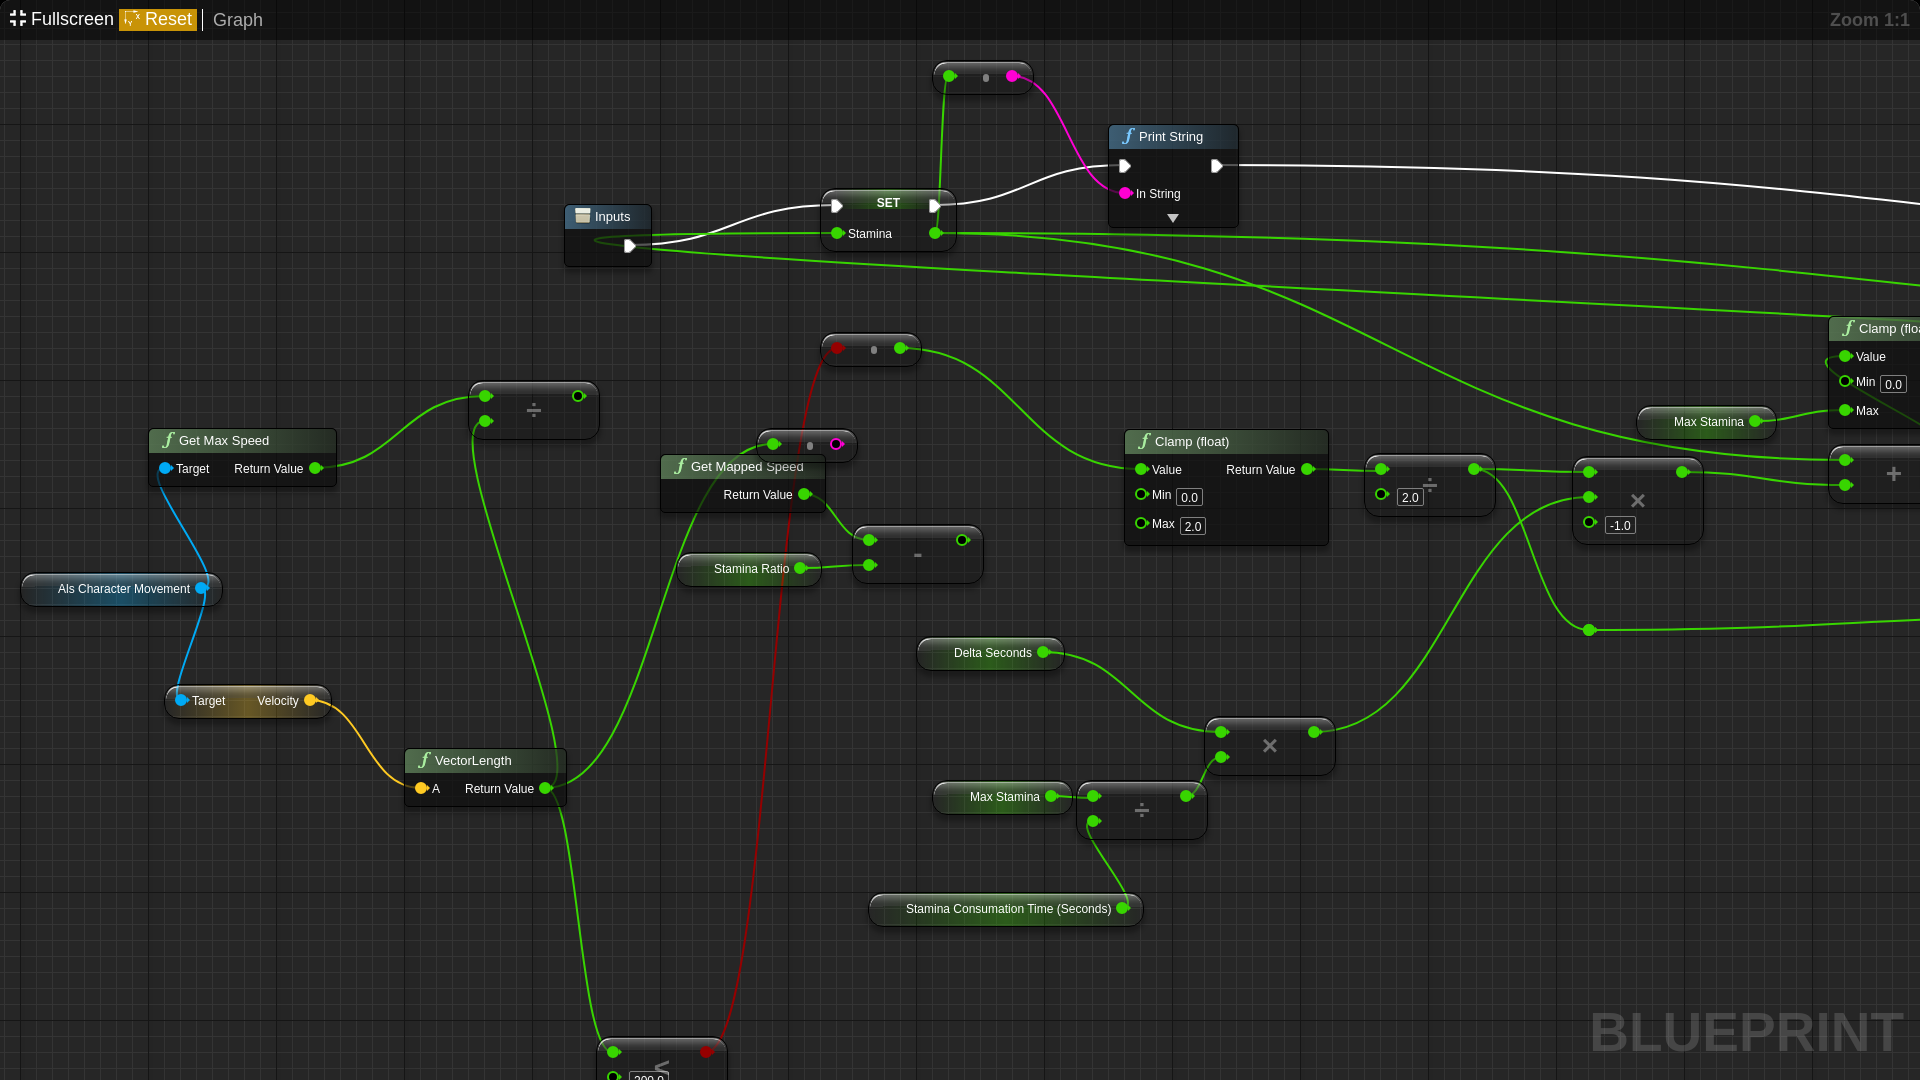 Fullscreen Reset Graph
Zoom 1:1
Print String
In String
SET
Stamina
Inputs
Clamp (floa
Value
Min 0.0
Max
Max Stamina
÷
Get Max Speed
Target Return Value
Get Mapped Speed
Return Value
Clamp (float)
Value Return Value
Min 0.0
Max 2.0
÷
2.0
×
-1.0
+
-
Stamina Ratio
Als Character Movement
Delta Seconds
Target Velocity
×
VectorLength
A Return Value
Max Stamina
÷
Stamina Consumation Time (Seconds)
<
200.0
BLUEPRINT